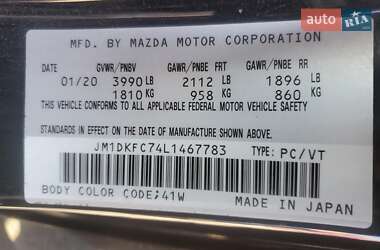 auto RIA
MFD. BY MAZDA MOTOR CORPORATION
DATE GVWR/PNBV GAWR/PNBE FRT GAWR/PNBE RR
01/20 3990 LB 2112 LB 1896 LB
1810 KG 958 KG 860 KG
THIS VEHICLE CONFORMS TO ALL APPLICABLE FEDERAL MOTOR VEHICLE SAFETY
STANDARDS IN EFFECT ON THE DATE OF MANUFACTURE SHOWN ABOVE.
JM1DKFC74L1467783 TYPE: PC/VT
BODY COLOR CODE;41W
MADE IN JAPAN